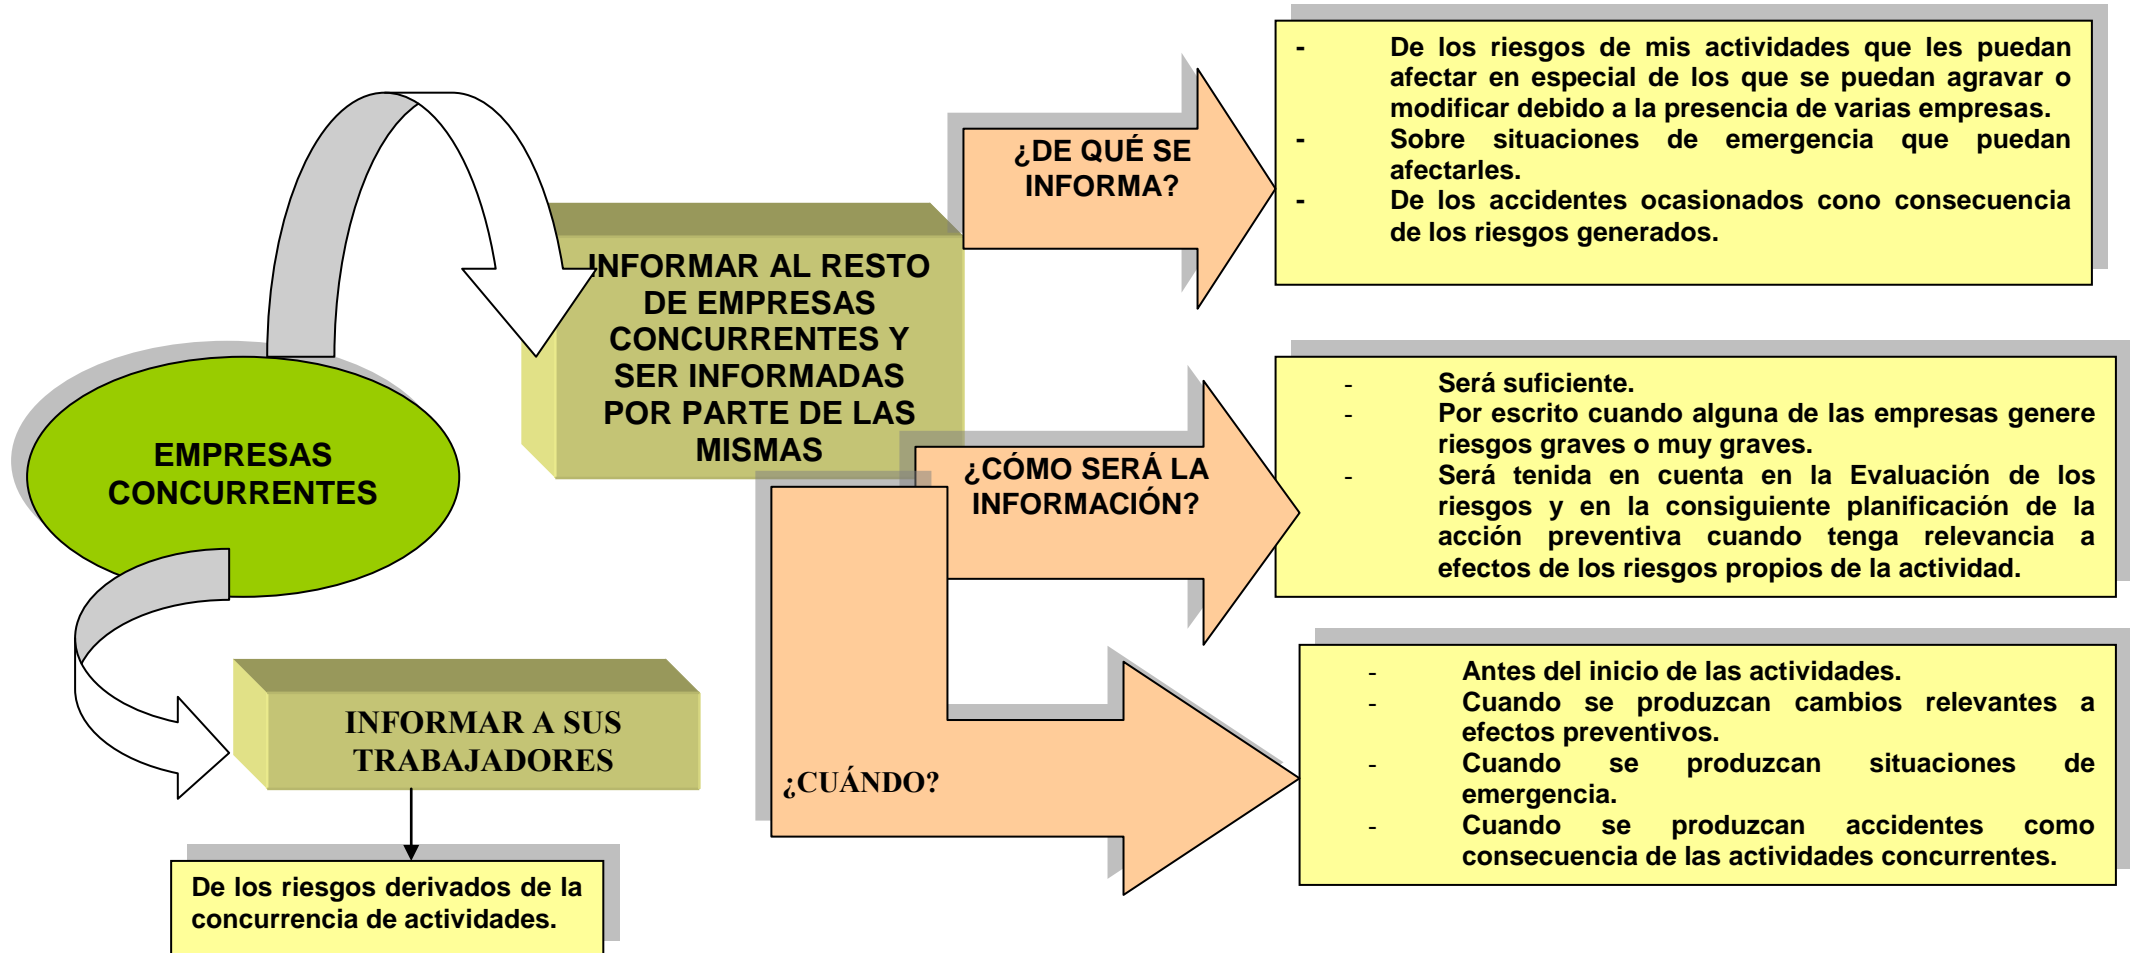 - De los riesgos de mis actividades que les puedan
afectar en especial de los que se puedan agravar o
modificar debido a la presencia de varias empresas.
- Sobre situaciones de emergencia que puedan
afectarles.
- De los accidentes ocasionados cono consecuencia
de los riesgos generados.
¿DE QUÉ SE
INFORMA?
INFORMAR AL RESTO
DE EMPRESAS
CONCURRENTES Y
SER INFORMADAS
POR PARTE DE LAS
MISMAS
EMPRESAS
CONCURRENTES
¿CÓMO SERÁ LA
INFORMACIÓN?
- Será suficiente.
- Por escrito cuando alguna de las empresas genere
riesgos graves o muy graves.
- Será tenida en cuenta en la Evaluación de los
riesgos y en la consiguiente planificación de la
acción preventiva cuando tenga relevancia a
efectos de los riesgos propios de la actividad.
INFORMAR A SUS
TRABAJADORES
¿CUÁNDO?
- Antes del inicio de las actividades.
- Cuando se produzcan cambios relevantes a
efectos preventivos.
- Cuando se produzcan situaciones de
emergencia.
- Cuando se produzcan accidentes como
consecuencia de las actividades concurrentes.
De los riesgos derivados de la
concurrencia de actividades.